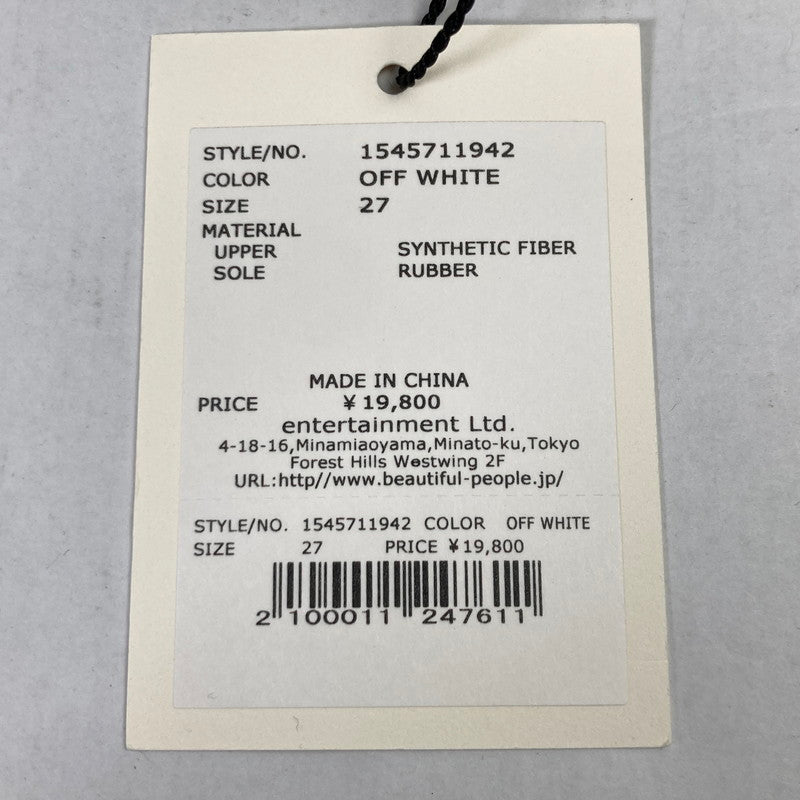 STYLE/NO. 1545711942
COLOR OFF WHITE
SIZE 27
MATERIAL
UPPER SYNTHETIC FIBER
SOLE RUBBER
MADE IN CHINA
PRICE ¥ 19,800
entertainment Ltd.
4-18-16,Minamiaoyama,Minato-ku,Tokyo
Forest Hills Westwing 2F
URL:http//www.beautiful-people.jp/
STYLE/NO. 1545711942 COLOR OFF WHITE
SIZE 27 PRICE ¥19,800
2 100011 247611